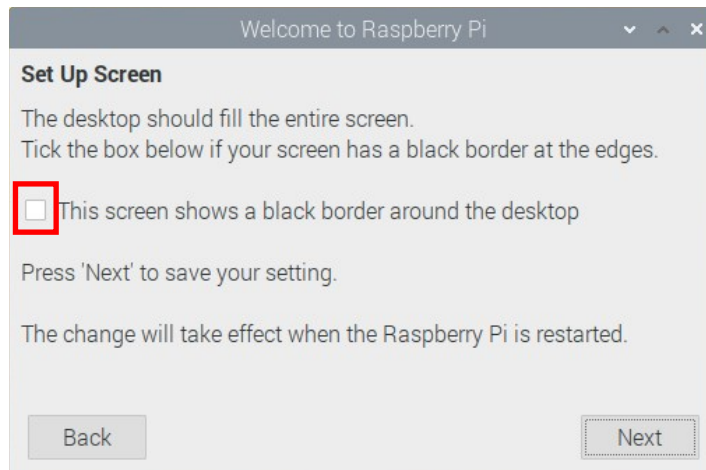 Welcome to Raspberry Pi
Set Up Screen
The desktop should fill the entire screen.
Tick the box below if your screen has a black border at the edges.
This screen shows a black border around the desktop
Press 'Next' to save your setting.
The change will take effect when the Raspberry Pi is restarted.
Back
Next